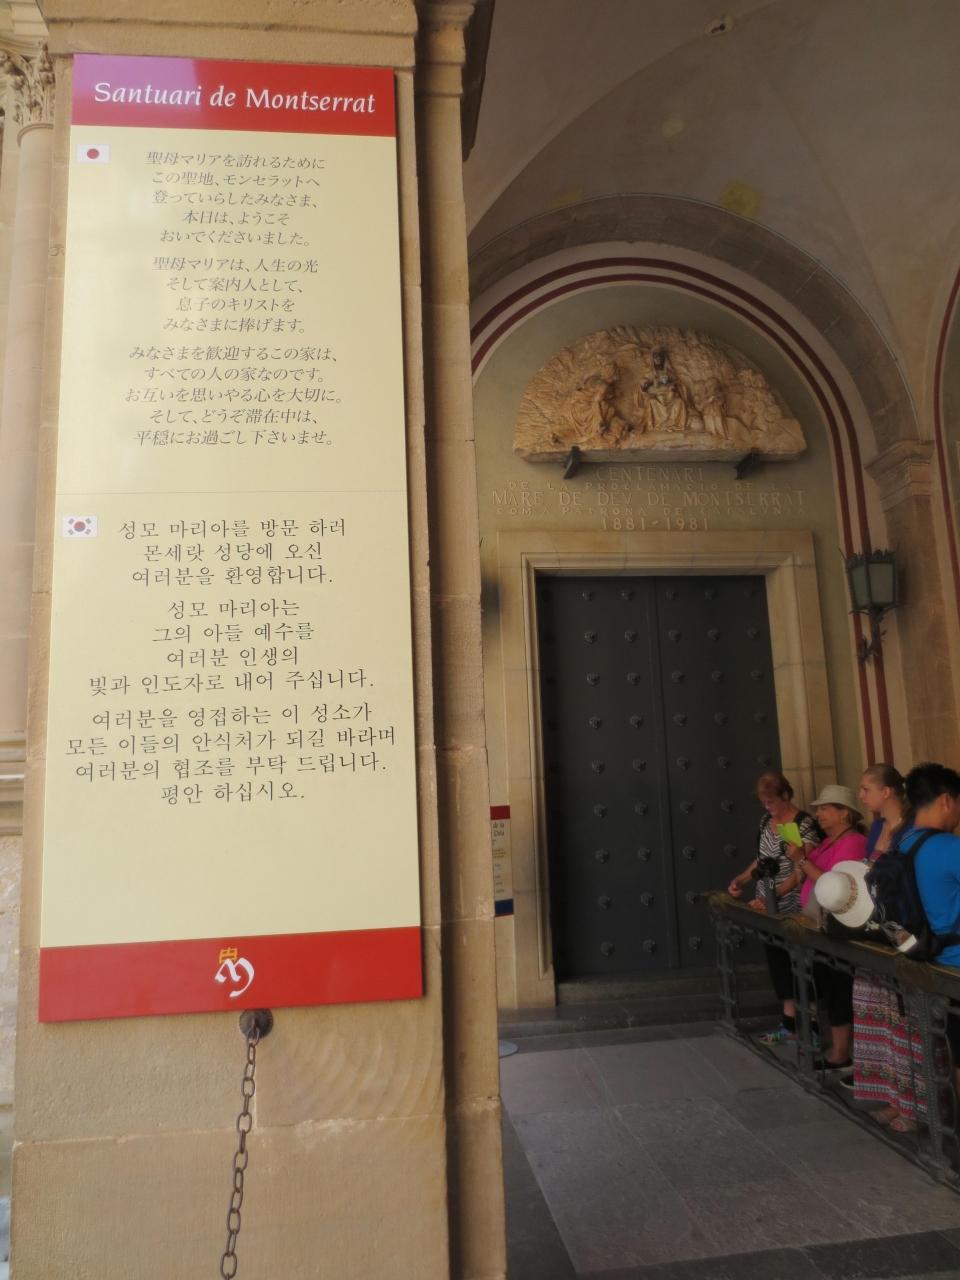 Santuari de Montserrat
聖母マリアを訪れるために
この聖地、モンセラットへ
登っていらしたみなさま、
本日は、ようこそ
おいでくださいました。
聖母マリアは、人生の光
そして案内人として、
息子のキリストを
みなさまに捧げます。
みなさまを歓迎するこの家は、
すべての人の家なのです。
お互いを思いやる心を大切に。
そして、どうぞ滞在中は、
平穏にお過ごし下さいませ。
성모 마리아를 방문 하러
몬세랏 성당에 오신
여러분을 환영합니다.
성모 마리아는
그의 아들 예수를
여러분 인생의
빛과 인도자로 내어 주십니다.
여러분을 영접하는 이 성소가
모든 이들의 안식처가 되길 바라며
여러분의 협조를 부탁 드립니다.
평안 하십시오.
CENTENARI
DE LA PROCLAMACIÓ DE LA
MARE DE DEU DE MONTSERRAT
COM A PATRONA DE CATALUNYA
1881-1981
de la